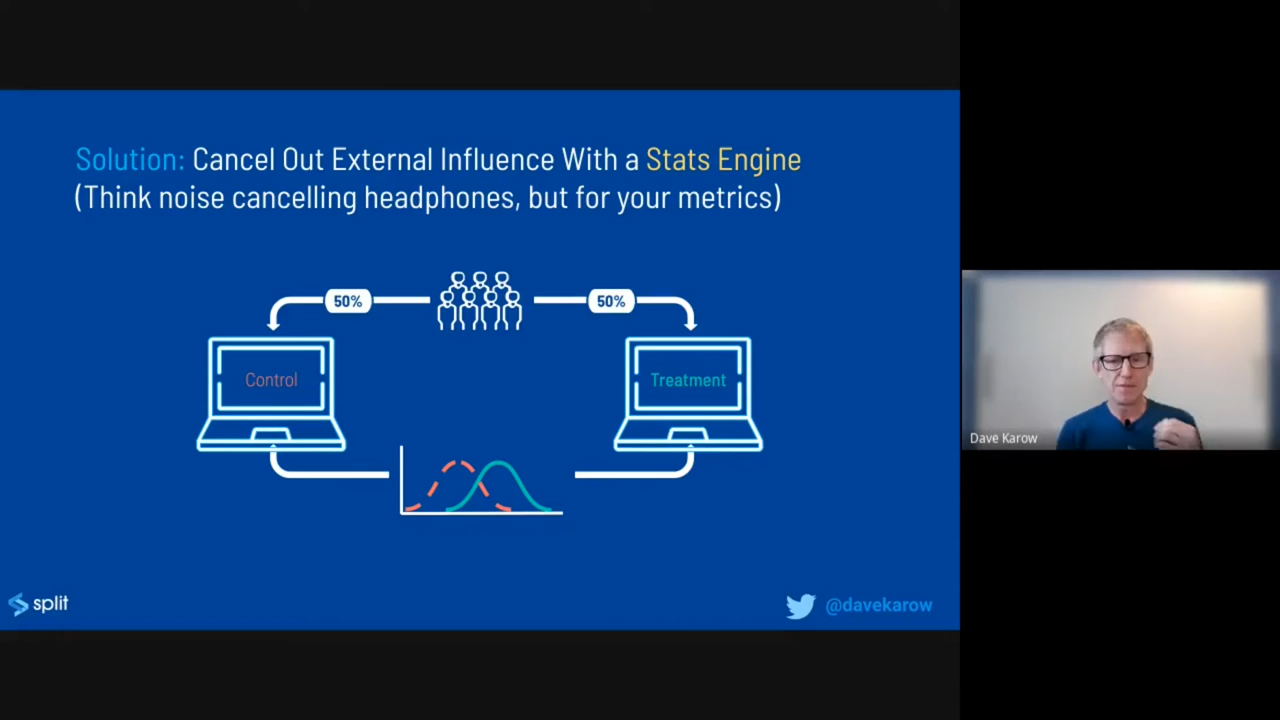 Solution: Cancel Out External Influence With a Stats Engine
(Think noise cancelling headphones, but for your metrics)
50%
50%
Control
Treatment
Dave Karow
split
@davekarow